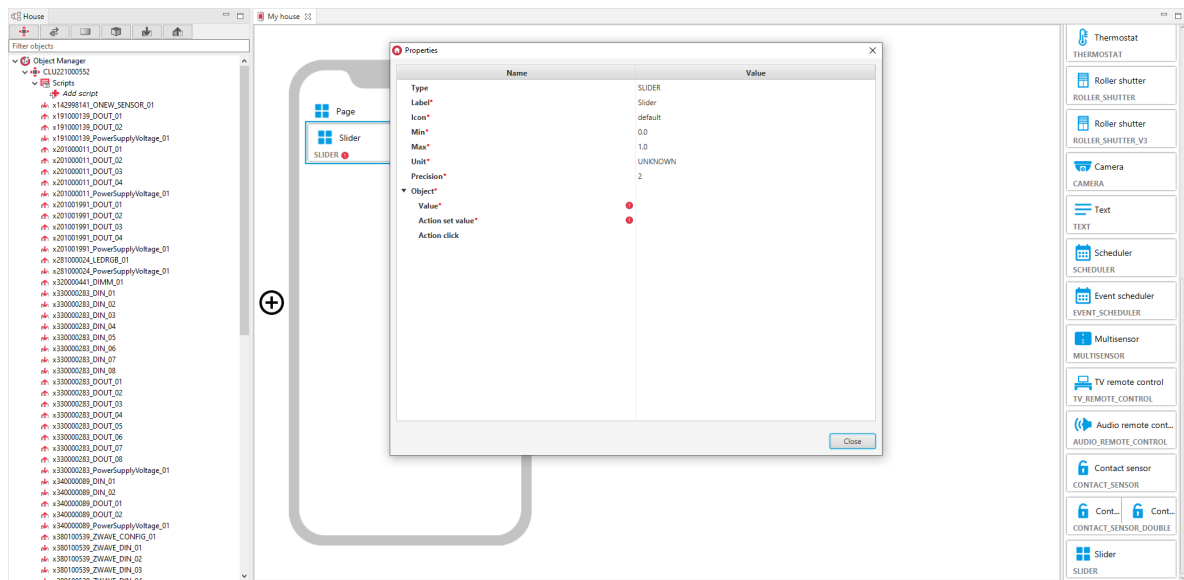 House
My house
Filter objects
Object Manager
CLU221000552
Scripts
Add script
x142998141_ONEW_SENSOR_01
x191000139_DOUT_01
x191000139_DOUT_02
x191000139_PowerSupplyVoltage_01
x201000011_DOUT_01
x201000011_DOUT_02
x201000011_DOUT_03
x201000011_DOUT_04
x201000011_PowerSupplyVoltage_01
x201001991_DOUT_01
x201001991_DOUT_02
x201001991_DOUT_03
x201001991_DOUT_04
x201001991_PowerSupplyVoltage_01
x281000024_LEDRGB_01
x281000024_PowerSupplyVoltage_01
x320000441_DIMM_01
x330000283_DIN_01
x330000283_DIN_02
x330000283_DIN_03
x330000283_DIN_04
x330000283_DIN_05
x330000283_DIN_06
x330000283_DIN_07
x330000283_DIN_08
x330000283_DOUT_01
x330000283_DOUT_02
x330000283_DOUT_03
x330000283_DOUT_04
x330000283_DOUT_05
x330000283_DOUT_06
x330000283_DOUT_07
x330000283_DOUT_08
x330000283_PowerSupplyVoltage_01
x340000089_DIN_01
x340000089_DIN_02
x340000089_DOUT_01
x340000089_DOUT_02
x340000089_PowerSupplyVoltage_01
x380100539_ZWAVE_CONFIG_01
x380100539_ZWAVE_DIN_01
x380100539_ZWAVE_DIN_02
x380100539_ZWAVE_DIN_03
Page
Slider
SLIDER
Properties
Name Value
Type SLIDER
Label* Slider
Icon* default
Min* 0.0
Max* 1.0
Unit* UNKNOWN
Precision* 2
Object*
Value*
Action set value*
Action click
Close
Thermostat
THERMOSTAT
Roller shutter
ROLLER_SHUTTER
Roller shutter
ROLLER_SHUTTER_V3
Camera
CAMERA
Text
TEXT
Scheduler
SCHEDULER
Event scheduler
EVENT_SCHEDULER
Multisensor
MULTISENSOR
TV remote control
TV_REMOTE_CONTROL
Audio remote cont...
AUDIO_REMOTE_CONTROL
Contact sensor
CONTACT_SENSOR
Cont... Cont...
CONTACT_SENSOR_DOUBLE
Slider
SLIDER